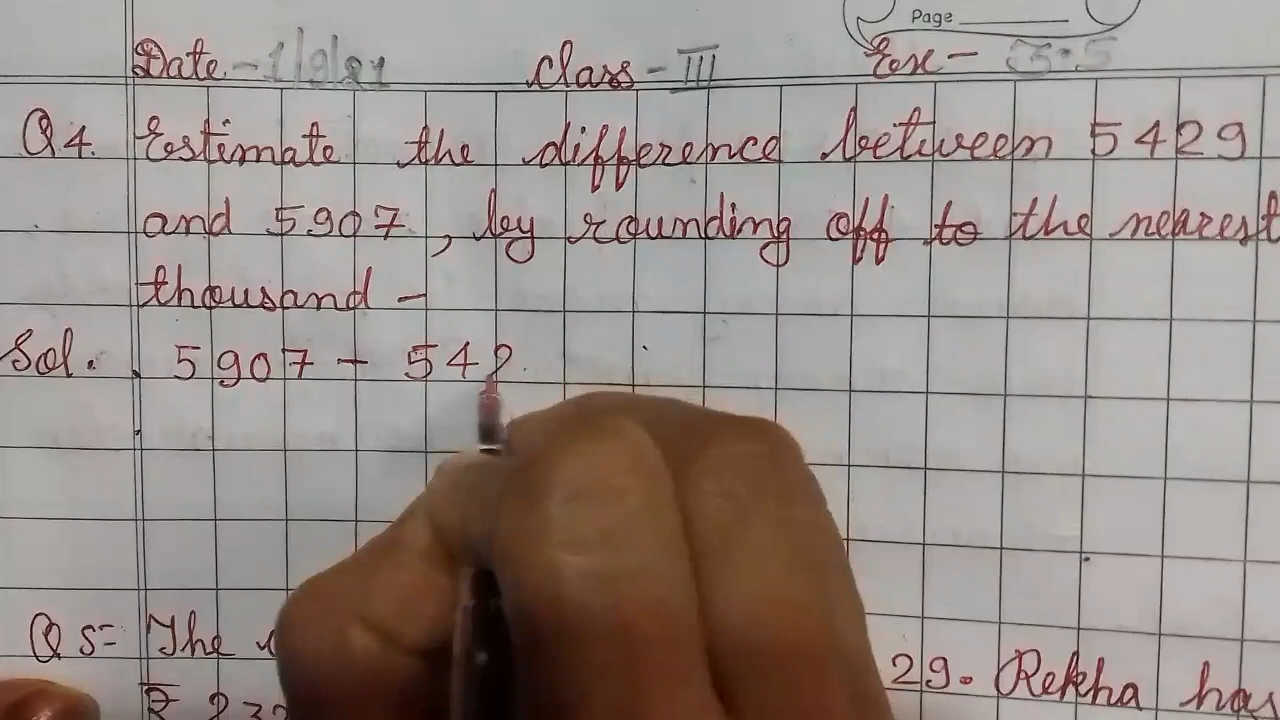 Page
Date - 1/9/21 Class - III Ex - 3.5
Q4. Estimate the difference between 5429
and 5907, by rounding off to the nearest
thousand -
Sol. 5907 - 542
Q5= The
29. Rekha has
₹